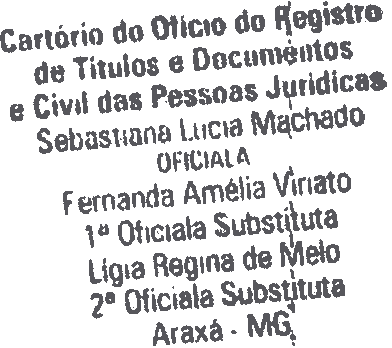 Cartório do Ofício do Registro
de Títulos e Documentos
e Civil das Pessoas Jurídicas
Sebastiana Lúcia Machado
OFICIALA
Fernanda Amélia Viriato
1ª Oficiala Substituta
Lígia Regina de Melo
2ª Oficiala Substituta
Araxá - MG